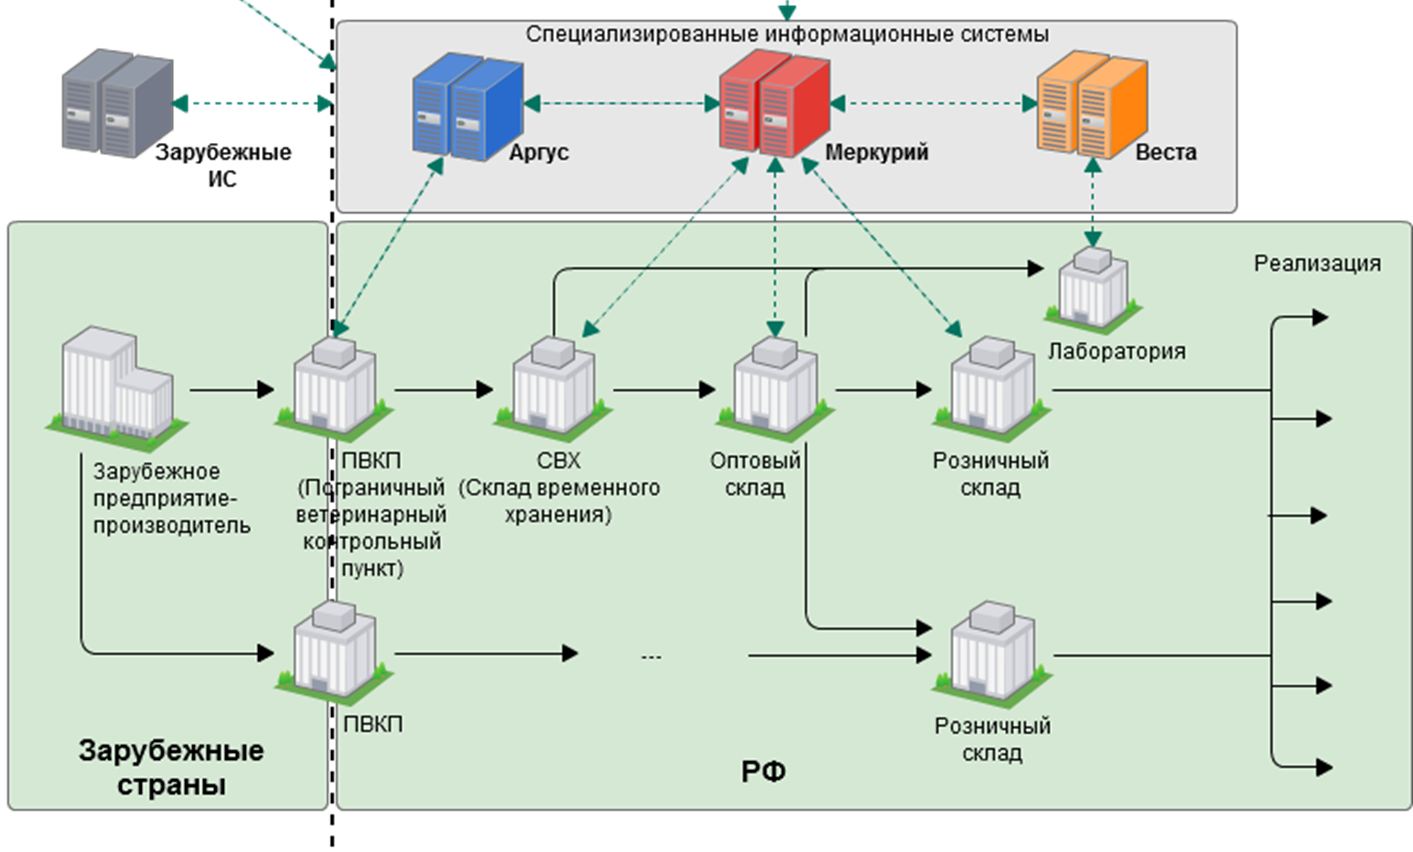 Специализированные информационные системы
Зарубежные
ИС
Аргус
Меркурий
Веста
Реализация
Лаборатория
Зарубежное
предприятие-
производитель
ПВКП
(Пограничный
ветеринарный
контрольный
пункт)
СВХ
(Склад временного
хранения)
Оптовый
склад
Розничный
склад
...
ПВКП
Розничный
склад
Зарубежные
страны
РФ